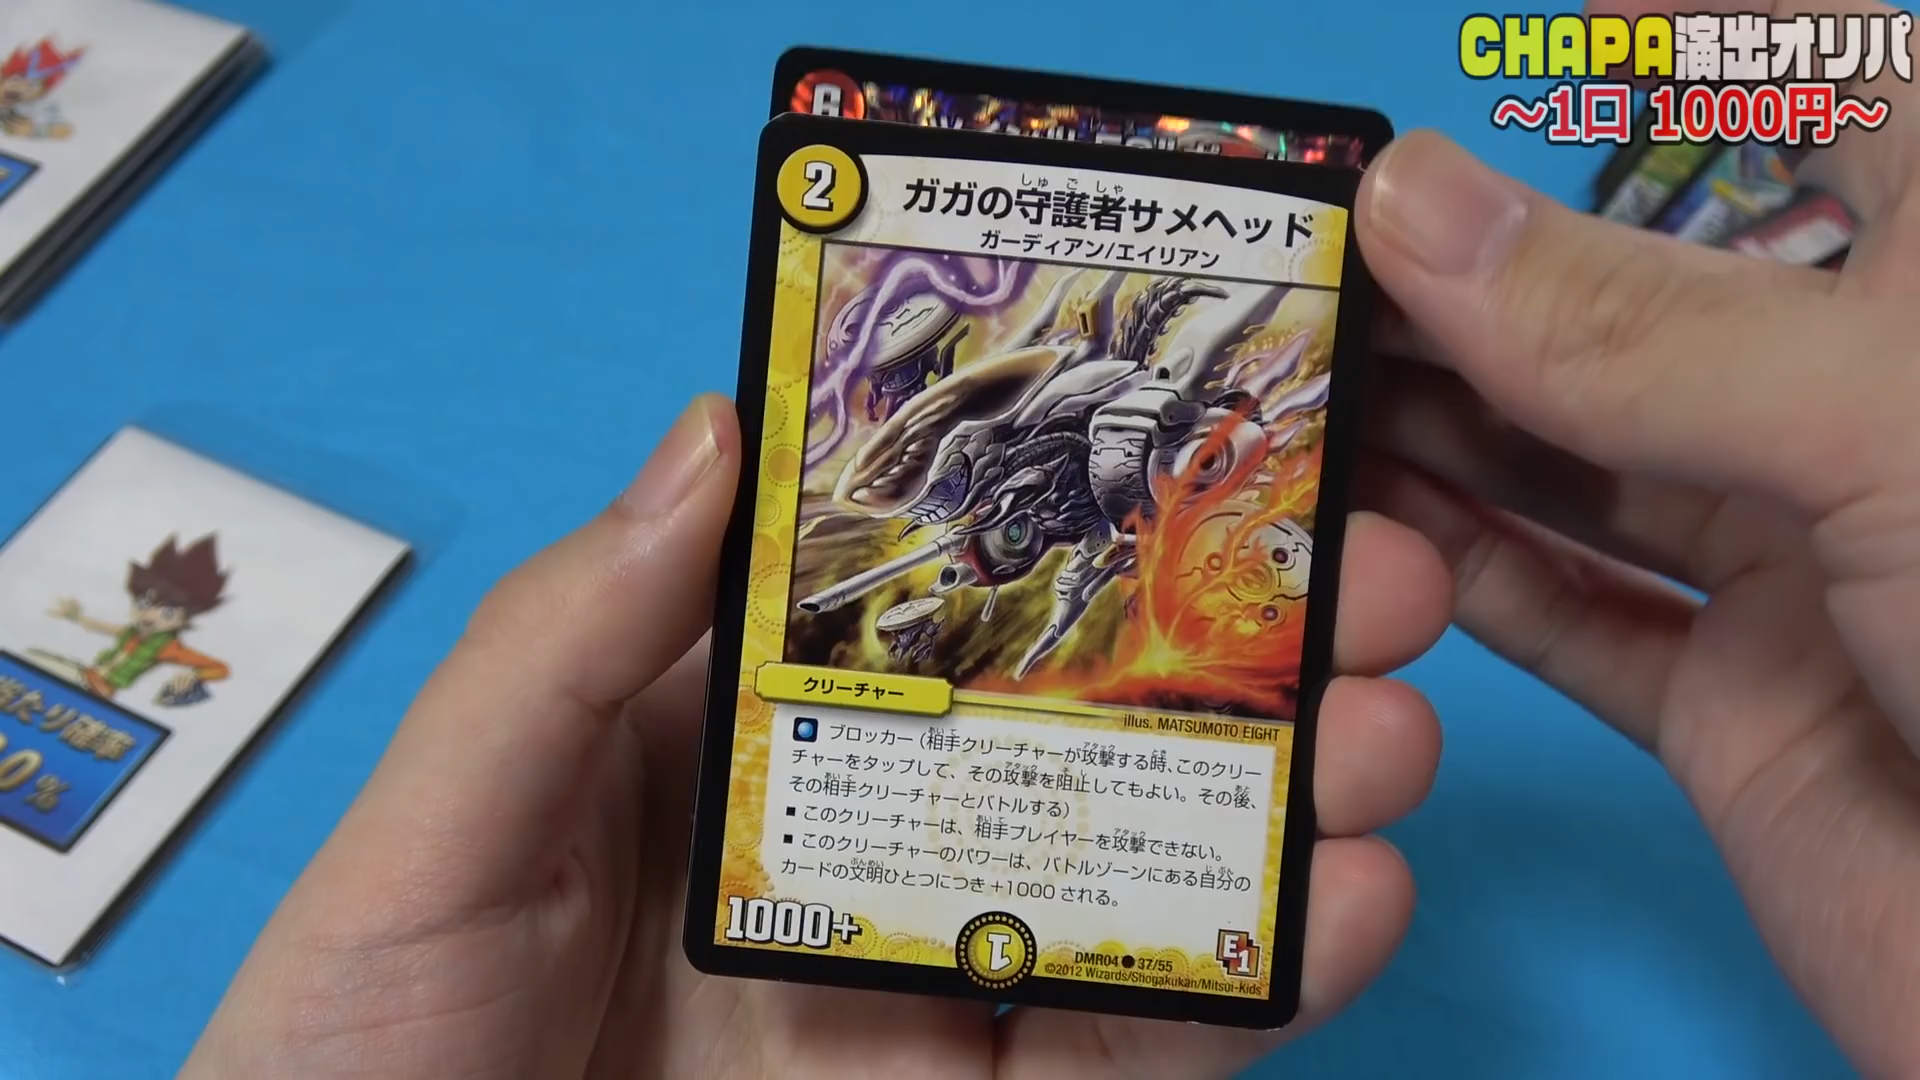 CHAPA演出オリパ
～1口 1000円～
6
2
しゅごしゃ
ガガの守護者サメヘッド
ガーディアン/エイリアン
クリーチャー
illus. MATSUMOTO EIGHT
ブロッカー(相手クリーチャーが攻撃する時、このクリー
チャーをタップして、その攻撃を阻止してもよい。その後、
その相手クリーチャーとバトルする)
■ このクリーチャーは、相手プレイヤーを攻撃できない。
■ このクリーチャーのパワーは、バトルゾーンにある自分の
カードの文明ひとつにつき+1000される。
1000+
1
E1
DMR04 ● 37/55
©2012 Wizards/Shogakukan/Mitsui-Kids
当たり確率
0%